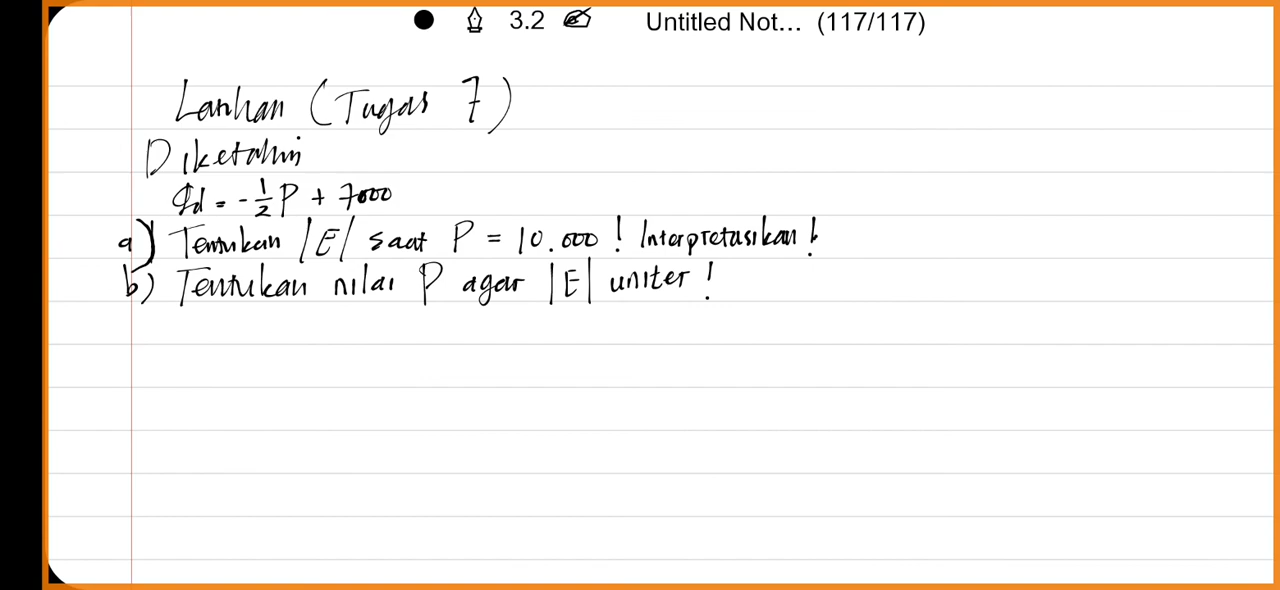 3.2 Untitled Not... (117/117)
Latihan (Tugas 7)
Diketahui
Qd = -1/2 P + 7000
a) Tentukan |E| saat P = 10.000 ! Interpretasikan !
b) Tentukan nilai P agar |E| uniter !